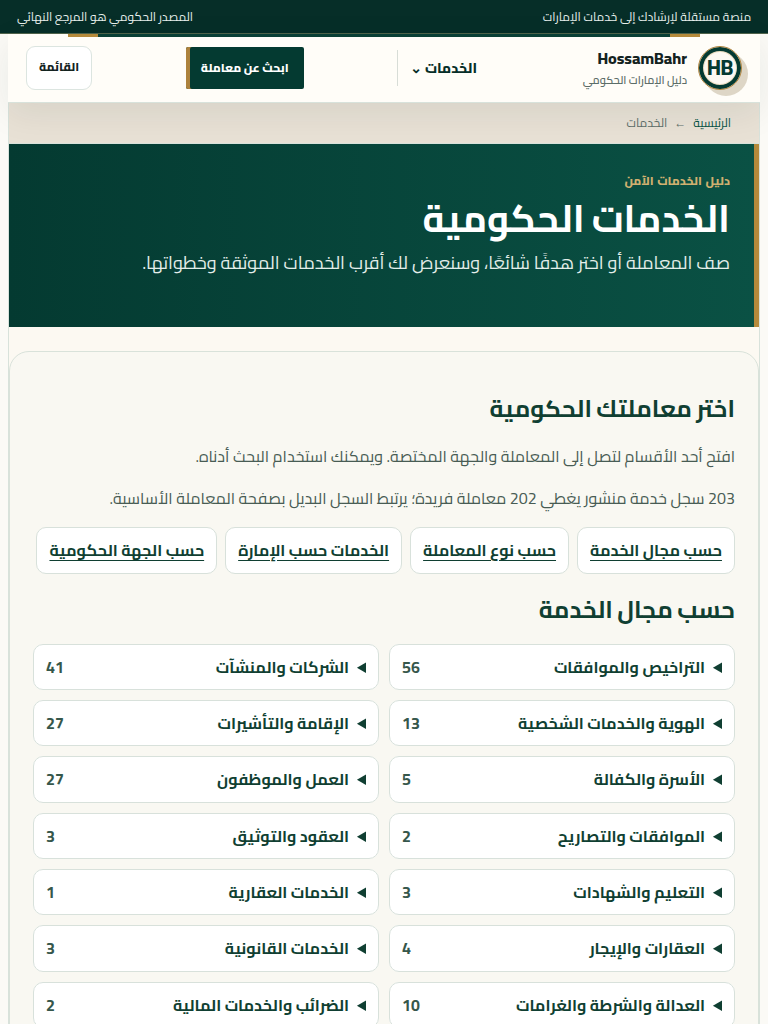 منصة مستقلة لإرشادك إلى خدمات الإمارات
المصدر الحكومي هو المرجع النهائي
HB
HossamBahr
دليل الإمارات الحكومي
الخدمات ⌄
ابحث عن معاملة
القائمة
الرئيسية ← الخدمات
دليل الخدمات الآمن
الخدمات الحكومية
صف المعاملة أو اختر هدفًا شائعًا، وسنعرض لك أقرب الخدمات الموثقة وخطواتها.
اختر معاملتك الحكومية
افتح أحد الأقسام لتصل إلى المعاملة والجهة المختصة. ويمكنك استخدام البحث أدناه.
203 سجل خدمة منشور يغطي 202 معاملة فريدة؛ يرتبط السجل البديل بصفحة المعاملة الأساسية.
حسب مجال الخدمة
حسب نوع المعاملة
الخدمات حسب الإمارة
حسب الجهة الحكومية
حسب مجال الخدمة
التراخيص والموافقات 56
الشركات والمنشآت 41
الهوية والخدمات الشخصية 13
الإقامة والتأشيرات 27
الأسرة والكفالة 5
العمل والموظفون 27
الموافقات والتصاريح 2
العقود والتوثيق 3
التعليم والشهادات 3
الخدمات العقارية 1
العقارات والإيجار 4
الخدمات القانونية 3
العدالة والشرطة والغرامات 10
الضرائب والخدمات المالية 2